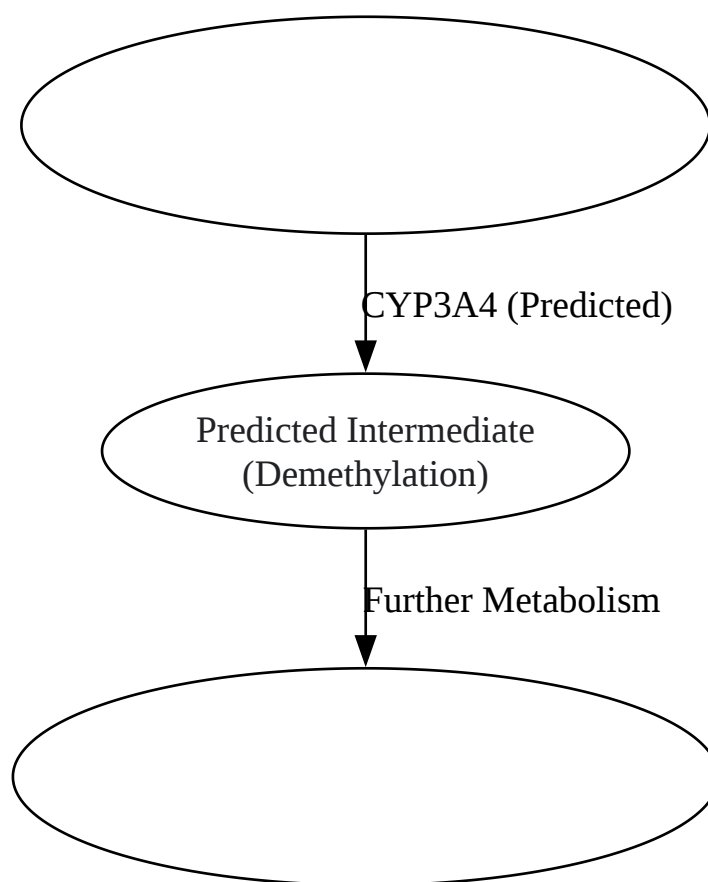 CYP3A4 (Predicted)
Predicted Intermediate
(Demethylation)
Further Metabolism